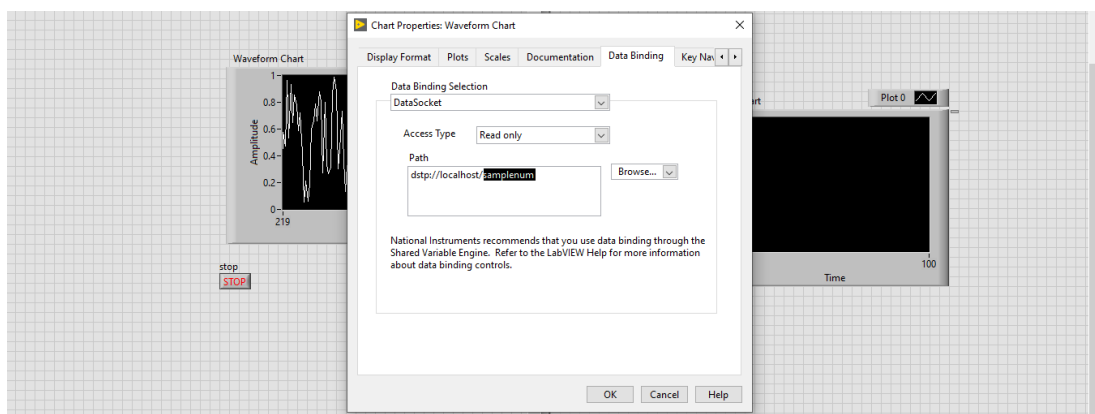 Chart Properties: Waveform Chart
Display Format Plots Scales Documentation Data Binding Key Nav
Data Binding Selection
DataSocket
Access Type Read only
Path
dstp://localhost/samplenum
Browse...
National Instruments recommends that you use data binding through the
Shared Variable Engine. Refer to the LabVIEW Help for more information
about data binding controls.
OK Cancel Help
Waveform Chart
1
0.8
0.6
0.4
0.2
0
Amplitude
219
stop
STOP
art
Plot 0
100
Time